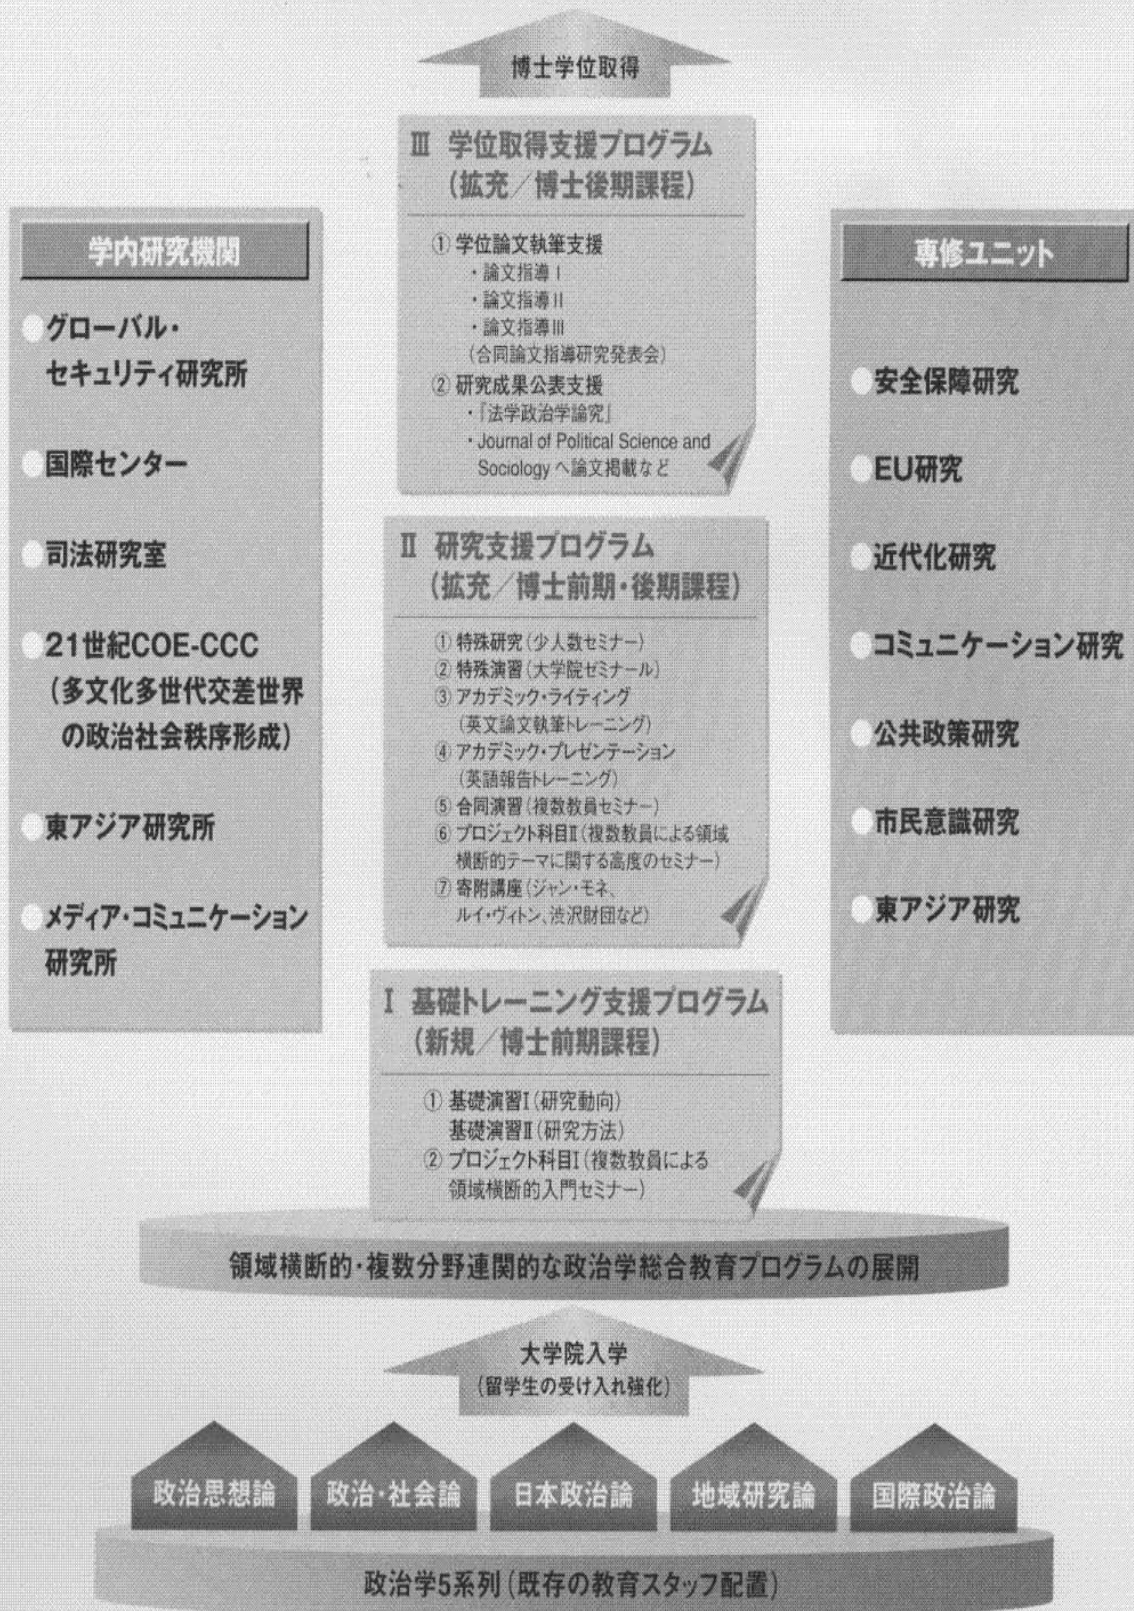 博士学位取得
Ⅲ 学位取得支援プログラム
(拡充／博士後期課程)
① 学位論文執筆支援
・論文指導Ⅰ
・論文指導Ⅱ
・論文指導Ⅲ
(合同論文指導研究発表会)
② 研究成果公表支援
・『法学政治学論究』
・Journal of Political Science and
Sociology へ論文掲載など
学内研究機関
グローバル・
セキュリティ研究所
国際センター
司法研究室
21世紀COE-CCC
(多文化多世代交差世界
の政治社会秩序形成)
東アジア研究所
メディア・コミュニケーション
研究所
Ⅱ 研究支援プログラム
(拡充／博士前期・後期課程)
① 特殊研究(少人数セミナー)
② 特殊演習(大学院ゼミナール)
③ アカデミック・ライティング
(英文論文執筆トレーニング)
④ アカデミック・プレゼンテーション
(英語報告トレーニング)
⑤ 合同演習(複数教員セミナー)
⑥ プロジェクト科目Ⅱ(複数教員による領域
横断的テーマに関する高度のセミナー)
⑦ 寄附講座(ジャン・モネ、
ルイ・ヴィトン、渋沢財団など)
専修ユニット
安全保障研究
EU研究
近代化研究
コミュニケーション研究
公共政策研究
市民意識研究
東アジア研究
Ⅰ 基礎トレーニング支援プログラム
(新規／博士前期課程)
① 基礎演習Ⅰ(研究動向)
基礎演習Ⅱ(研究方法)
② プロジェクト科目Ⅰ(複数教員による
領域横断的入門セミナー)
領域横断的・複数分野連関的な政治学総合教育プログラムの展開
大学院入学
(留学生の受け入れ強化)
政治思想論
政治・社会論
日本政治論
地域研究論
国際政治論
政治学5系列(既存の教育スタッフ配置)